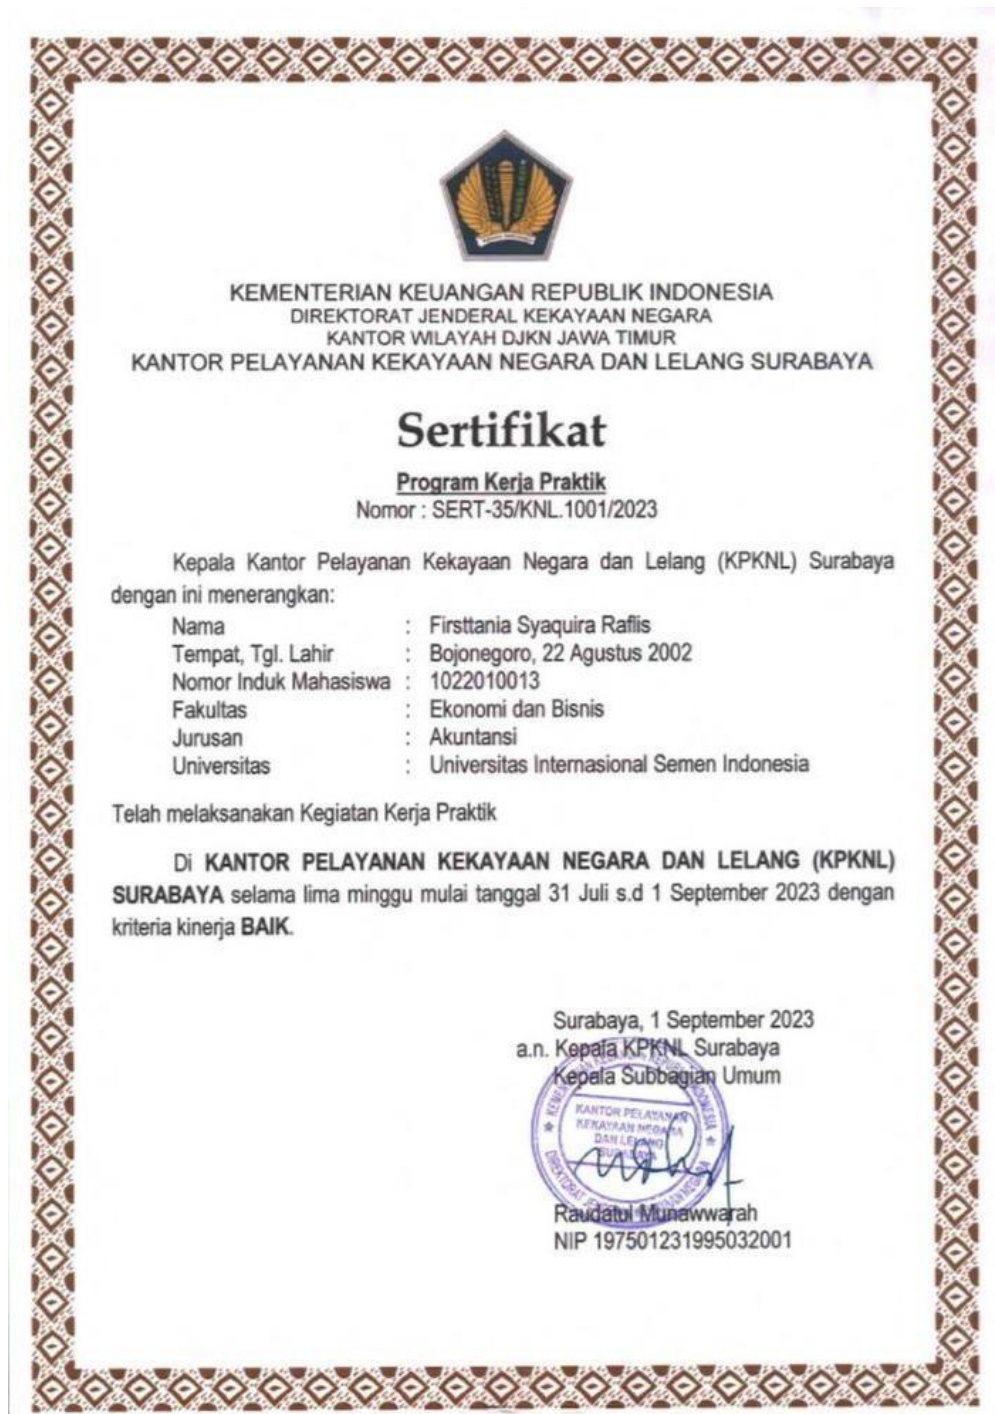 KEMENTERIAN KEUANGAN REPUBLIK INDONESIA
DIREKTORAT JENDERAL KEKAYAAN NEGARA
KANTOR WILAYAH DJKN JAWA TIMUR
KANTOR PELAYANAN KEKAYAAN NEGARA DAN LELANG SURABAYA
Sertifikat
Program Kerja Praktik
Nomor : SERT-35/KNL.1001/2023
Kepala Kantor Pelayanan Kekayaan Negara dan Lelang (KPKNL) Surabaya
dengan ini menerangkan:
Nama : Firsttania Syaquira Raflis
Tempat, Tgl. Lahir : Bojonegoro, 22 Agustus 2002
Nomor Induk Mahasiswa : 1022010013
Fakultas : Ekonomi dan Bisnis
Jurusan : Akuntansi
Universitas : Universitas Internasional Semen Indonesia
Telah melaksanakan Kegiatan Kerja Praktik
Di KANTOR PELAYANAN KEKAYAAN NEGARA DAN LELANG (KPKNL)
SURABAYA selama lima minggu mulai tanggal 31 Juli s.d 1 September 2023 dengan
kriteria kinerja BAIK.
Surabaya, 1 September 2023
a.n. Kepala KPKNL Surabaya
Kepala Subbagian Umum
KANTOR PELAYANAN
KEKAYAAN NEGARA
DAN LELANG
SURABAYA
Raudatul Munawwarah
NIP 197501231995032001